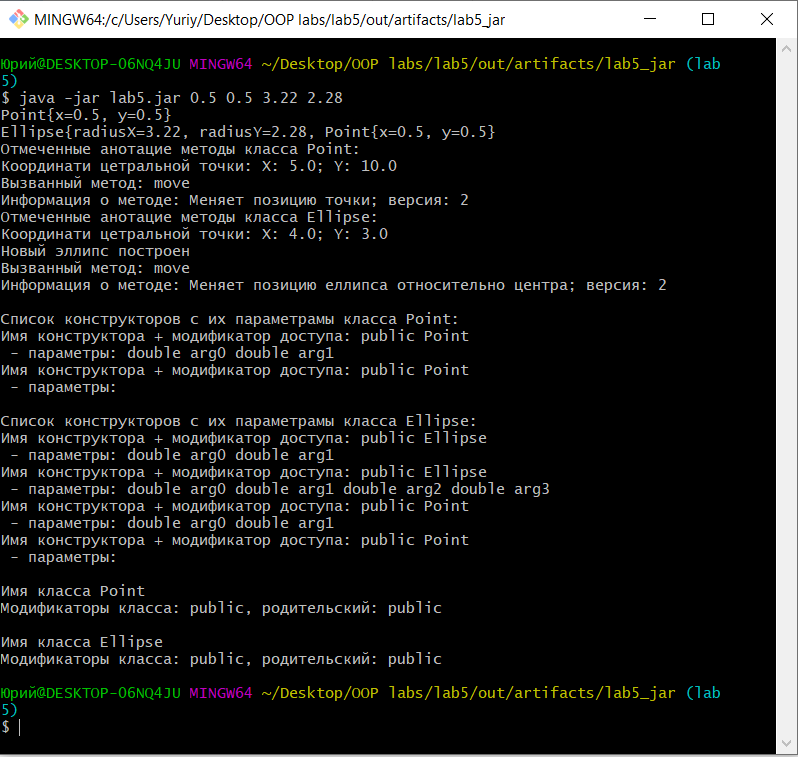 MINGW64:/c/Users/Yuriy/Desktop/OOP labs/lab5/out/artifacts/lab5_jar
Юрий@DESKTOP-O6NQ4JU MINGW64 ~/Desktop/OOP labs/lab5/out/artifacts/lab5_jar (lab
5)
$ java -jar lab5.jar 0.5 0.5 3.22 2.28
Point{x=0.5, y=0.5}
Ellipse{radiusX=3.22, radiusY=2.28, Point{x=0.5, y=0.5}
Отмеченные анотацие методы класса Point:
Координати цетральной точки: X: 5.0; Y: 10.0
Вызванный метод: move
Информация о методе: Меняет позицию точки; версия: 2
Отмеченные анотацие методы класса Ellipse:
Координати цетральной точки: X: 4.0; Y: 3.0
Новый эллипс построен
Вызванный метод: move
Информация о методе: Меняет позицию еллипса относительно центра; версия: 2
Список конструкторов с их параметрамы класса Point:
Имя конструктора + модификатор доступа: public Point
 - параметры: double arg0 double arg1
Имя конструктора + модификатор доступа: public Point
 - параметры:
Список конструкторов с их параметрамы класса Ellipse:
Имя конструктора + модификатор доступа: public Ellipse
 - параметры: double arg0 double arg1
Имя конструктора + модификатор доступа: public Ellipse
 - параметры: double arg0 double arg1 double arg2 double arg3
Имя конструктора + модификатор доступа: public Point
 - параметры: double arg0 double arg1
Имя конструктора + модификатор доступа: public Point
 - параметры:
Имя класса Point
Модификаторы класса: public, родительский: public
Имя класса Ellipse
Модификаторы класса: public, родительский: public
Юрий@DESKTOP-O6NQ4JU MINGW64 ~/Desktop/OOP labs/lab5/out/artifacts/lab5_jar (lab
5)
$